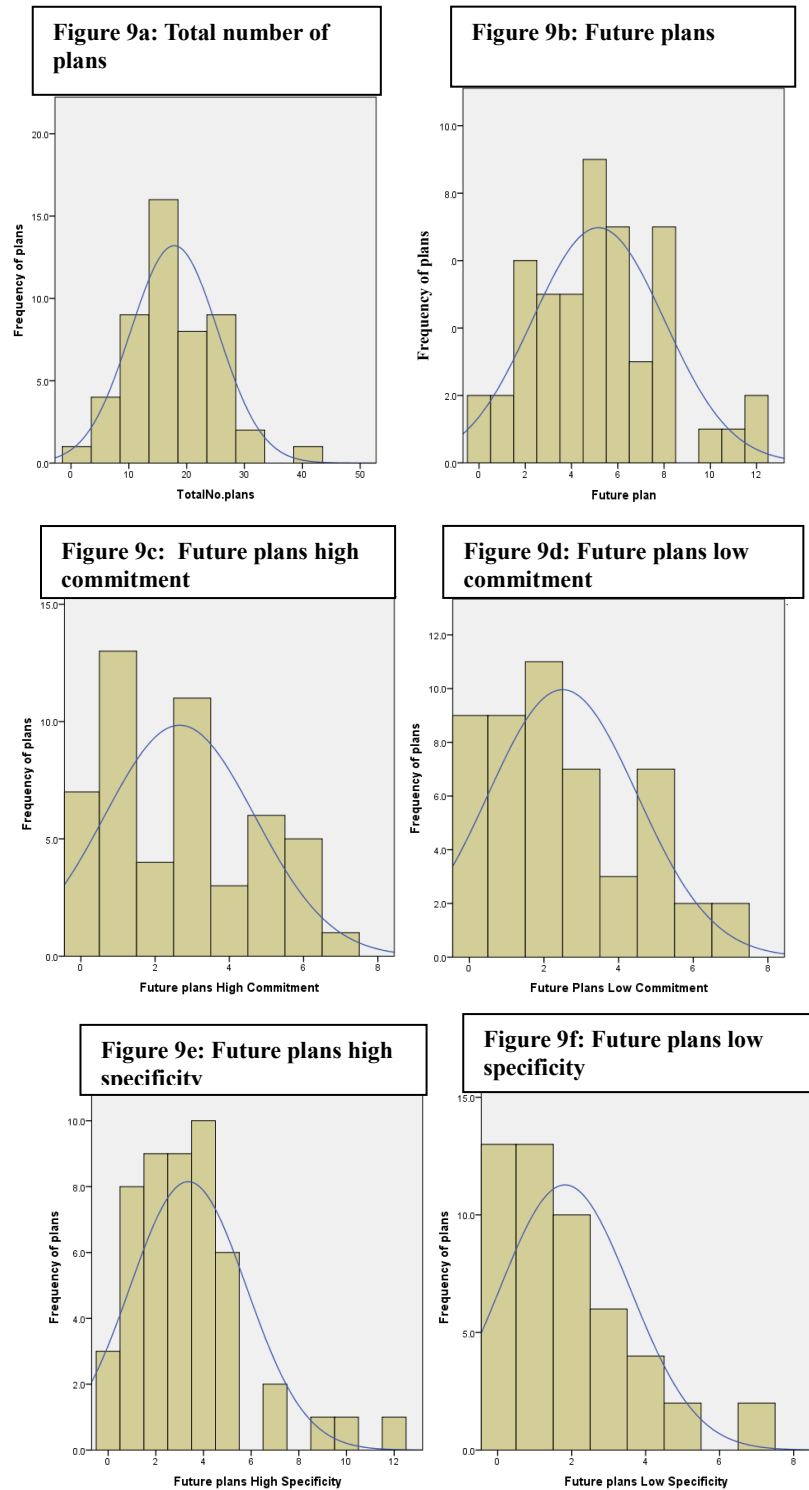 Figure 9a: Total number of
plans
20.0
15.0
10.0
5.0
0.0
Frequency of plans
0 10 20 30 40 50
TotalNo.plans
Figure 9b: Future plans
10.0
8.0
0
0
2.0
0.0
Frequency of plans
0 2 4 6 8 10 12
Future plan
Figure 9c: Future plans high
commitment
15.0
10.0
5.0
0.0
Frequency of plans
0 2 4 6 8
Future plans High Commitment
Figure 9d: Future plans low
commitment
12.0
10.0
8.0
6.0
4.0
2.0
0.0
Frequency of plans
0 2 4 6 8
Future Plans Low Commitment
Figure 9e: Future plans high
specificity
10.0
8.0
6.0
4.0
2.0
0.0
Frequency of plans
0 2 4 6 8 10 12
Future plans High Specificity
Figure 9f: Future plans low
specificity
15.0
10.0
5.0
0.0
Frequency of plans
0 2 4 6 8
Future plans Low Specificity